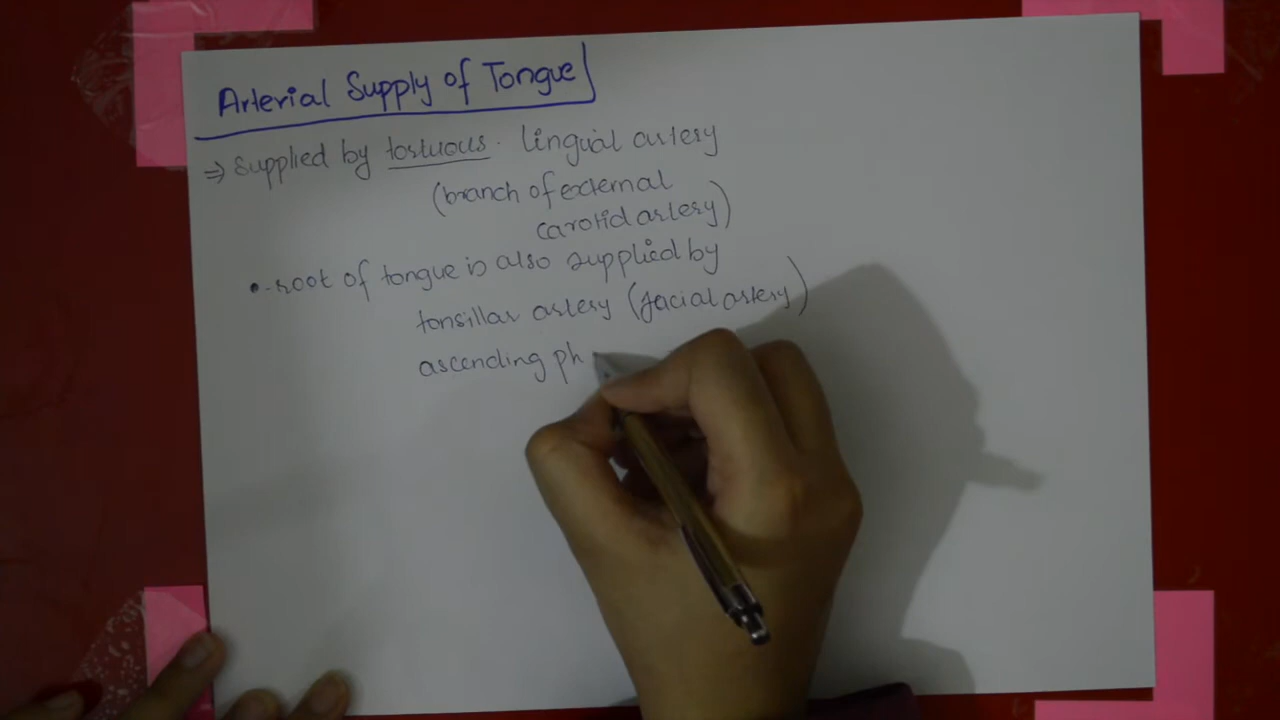 Arterial Supply of Tongue
⇒ Supplied by tortuous. lingual artery
(branch of external
carotid artery)
•-root of tongue is also supplied by
tonsillar artery (facial artery)
ascending ph